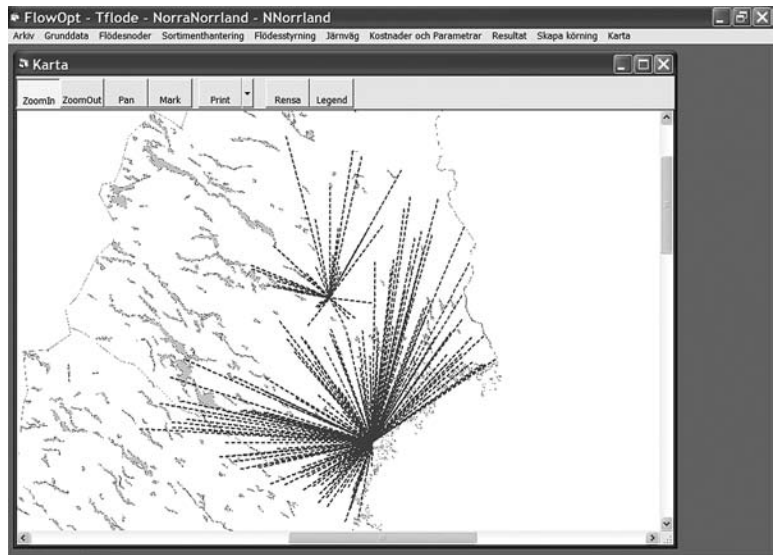 FlowOpt - Tflode - NorraNorrland - NNorrland
Arkiv Grunddata Flödesnoder Sortimenthantering Flödesstyrning Järnväg Kostnader och Parametrar Resultat Skapa körning Karta
Karta
ZoomIn ZoomOut Pan Mark Print Rensa Legend